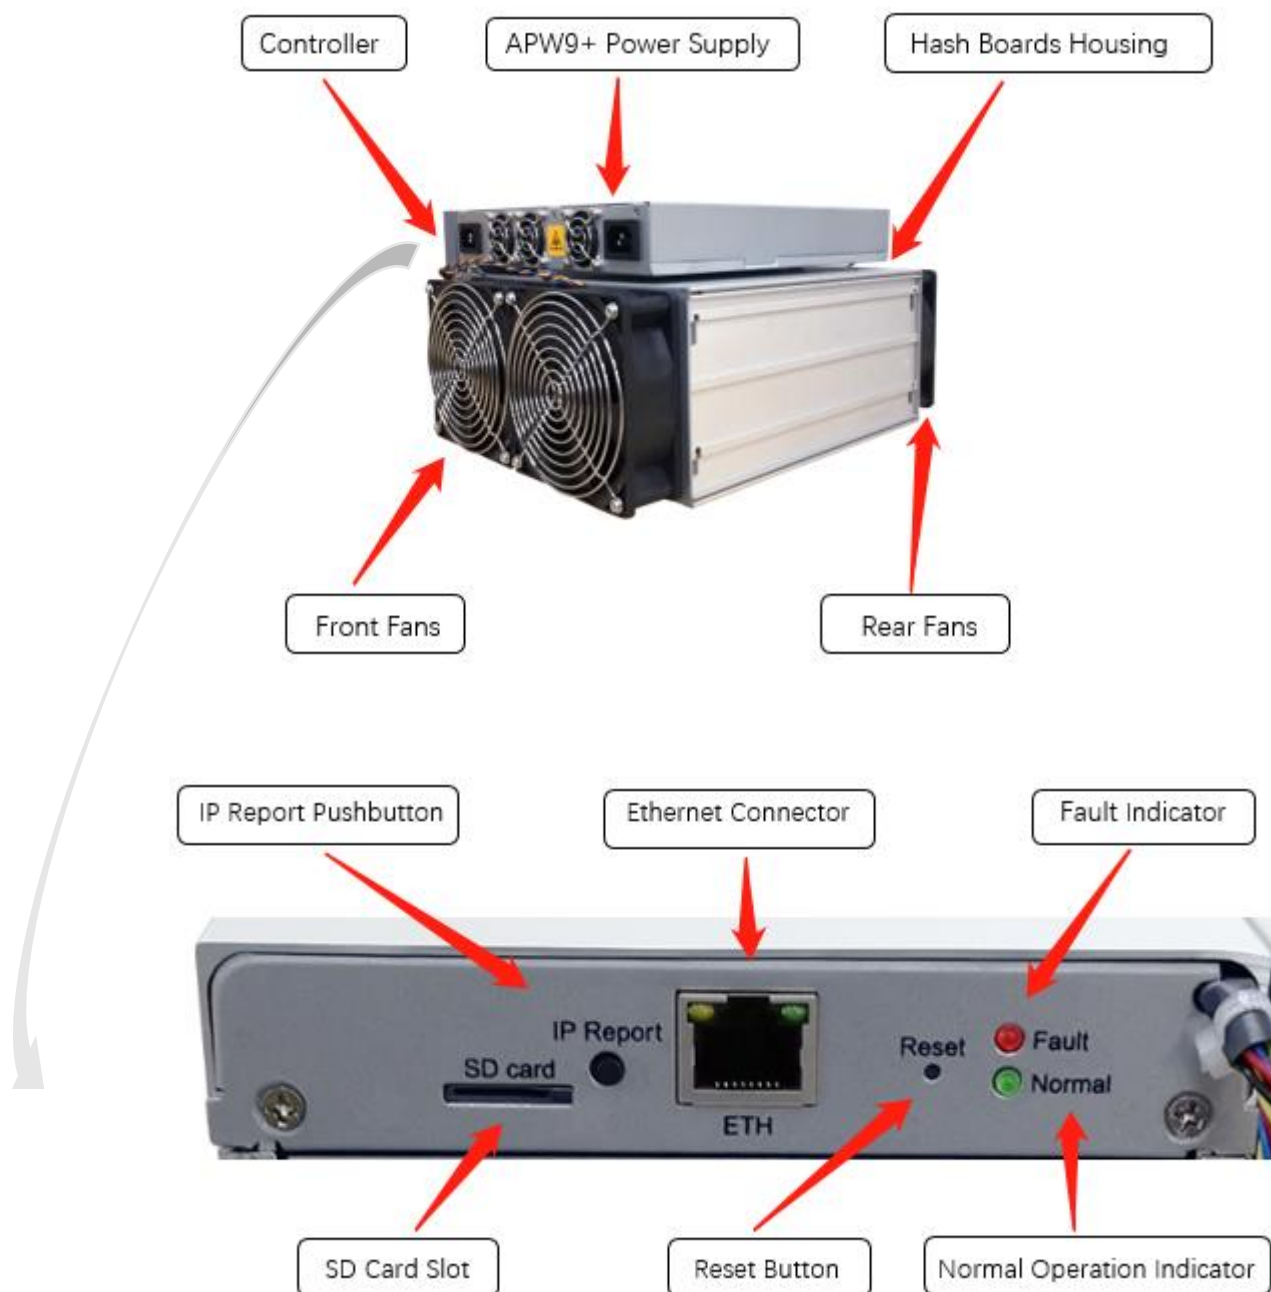 Controller
APW9+ Power Supply
Hash Boards Housing
Front Fans
Rear Fans
IP Report Pushbutton
Ethernet Connector
Fault Indicator
IP Report
SD card
ETH
Reset
Fault
Normal
SD Card Slot
Reset Button
Normal Operation Indicator